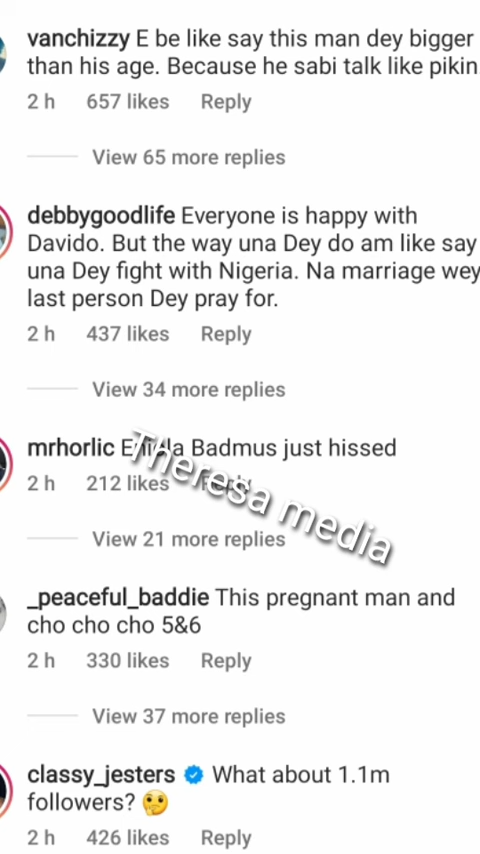 vanchizzy E be like say this man dey bigger
than his age. Because he sabi talk like pikin
2 h 657 likes Reply
View 65 more replies
debbygoodlife Everyone is happy with
Davido. But the way una Dey do am like say
una Dey fight with Nigeria. Na marriage wey
last person Dey pray for.
2 h 437 likes Reply
View 34 more replies
mrhorlic Eniola Badmus just hissed
2 h 212 likes Reply
Theresa media
View 21 more replies
_peaceful_baddie This pregnant man and
cho cho cho 5&6
2 h 330 likes Reply
View 37 more replies
classy_jesters What about 1.1m
followers? 🤔
2 h 426 likes Reply